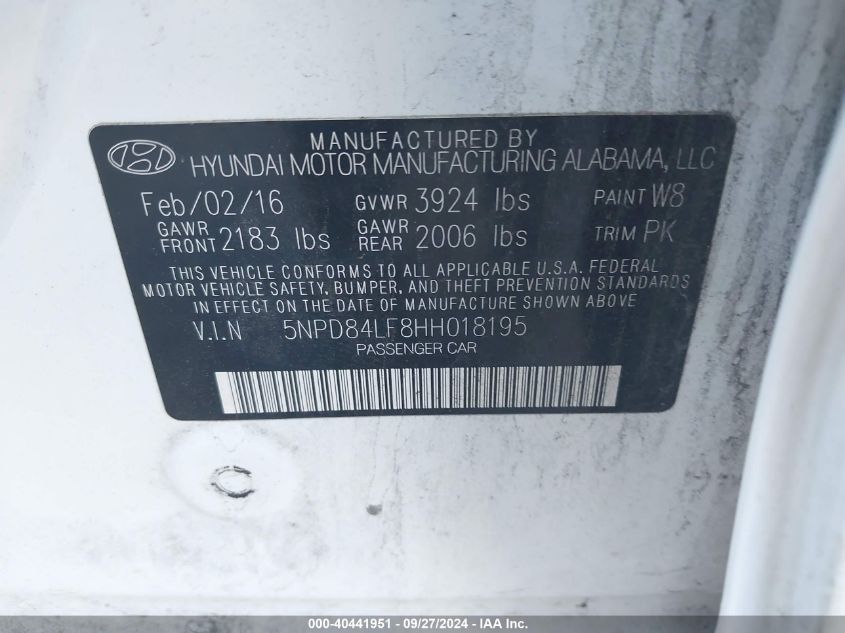 MANUFACTURED BY
HYUNDAI MOTOR MANUFACTURING ALABAMA, LLC
Feb/02/16 GVWR 3924 lbs PAINT W8
GAWR FRONT 2183 lbs GAWR REAR 2006 lbs TRIM PK
THIS VEHICLE CONFORMS TO ALL APPLICABLE U.S.A. FEDERAL
MOTOR VEHICLE SAFETY, BUMPER, AND THEFT PREVENTION STANDARDS
IN EFFECT ON THE DATE OF MANUFACTURE SHOWN ABOVE.
V.I.N 5NPD84LF8HH018195
PASSENGER CAR
000-40441951 - 09/27/2024 - IAA Inc.